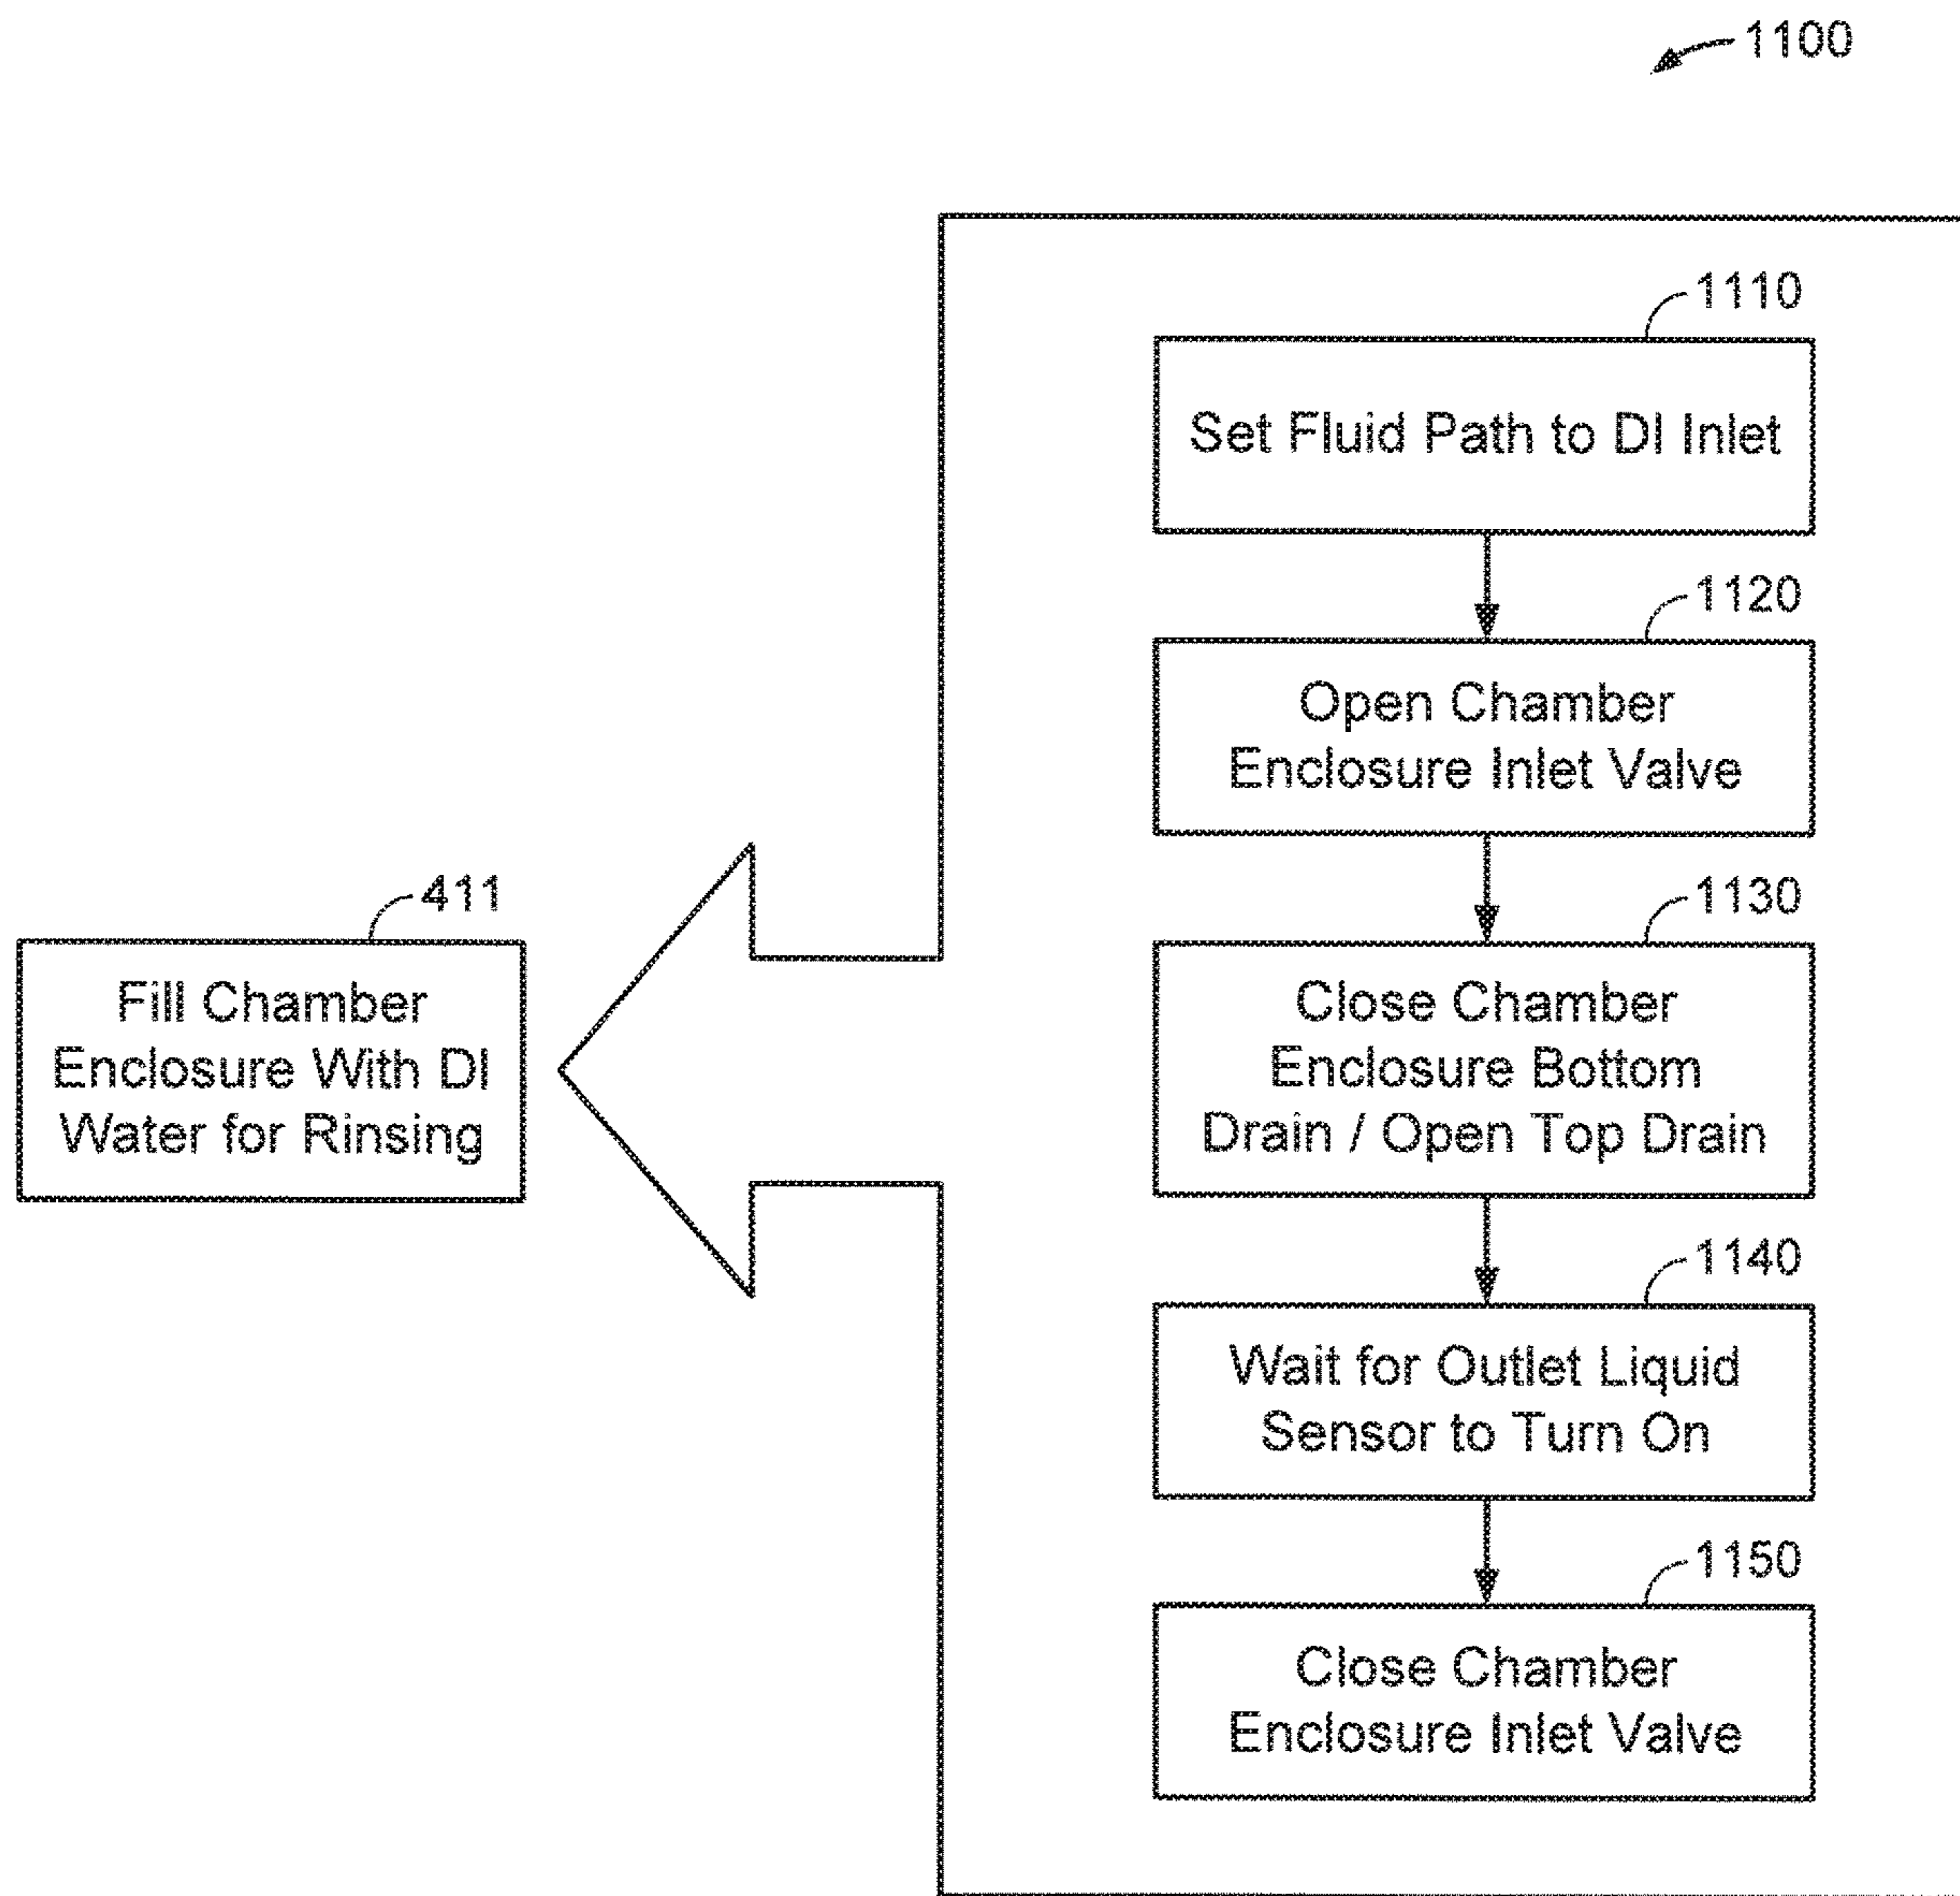 1100
1110
Set Fluid Path to DI Inlet
1120
Open Chamber
Enclosure Inlet Valve
411
Fill Chamber
Enclosure With DI
Water for Rinsing
1130
Close Chamber
Enclosure Bottom
Drain / Open Top Drain
1140
Wait for Outlet Liquid
Sensor to Turn On
1150
Close Chamber
Enclosure Inlet Valve